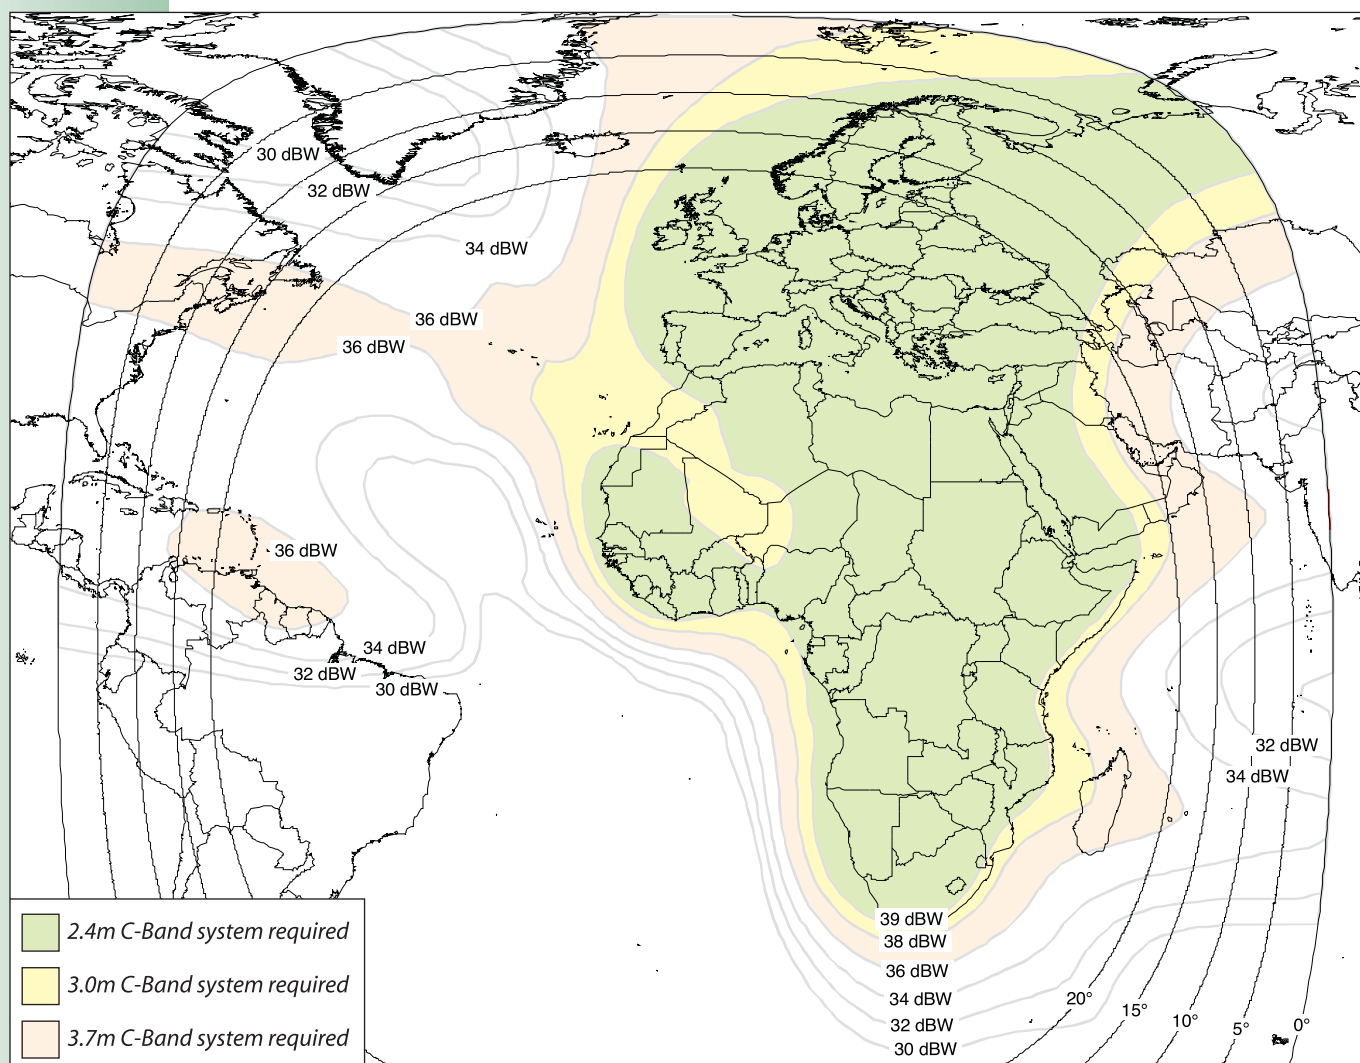 30 dBW
32 dBW
34 dBW
36 dBW
36 dBW
36 dBW
34 dBW
32 dBW
30 dBW
32 dBW
34 dBW
39 dBW
38 dBW
36 dBW
34 dBW
32 dBW
30 dBW
20°
15°
10°
5°
0°
2.4m C-Band system required
3.0m C-Band system required
3.7m C-Band system required